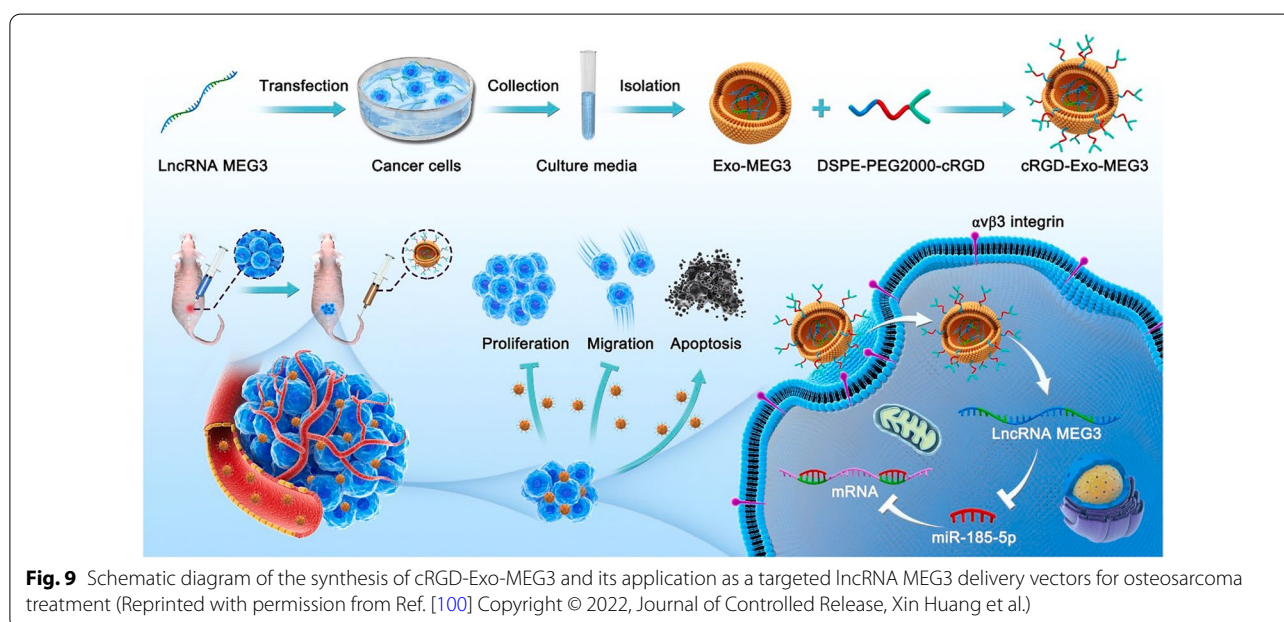 Transfection
Collection
Isolation
LncRNA MEG3
Cancer cells
Culture media
Exo-MEG3
+
DSPE-PEG2000-cRGD
cRGD-Exo-MEG3
αvβ3 integrin
Proliferation
Migration
Apoptosis
LncRNA MEG3
mRNA
miR-185-5p
Fig. 9 Schematic diagram of the synthesis of cRGD-Exo-MEG3 and its application as a targeted lncRNA MEG3 delivery vectors for osteosarcoma
treatment (Reprinted with permission from Ref. [100] Copyright © 2022, Journal of Controlled Release, Xin Huang et al.)